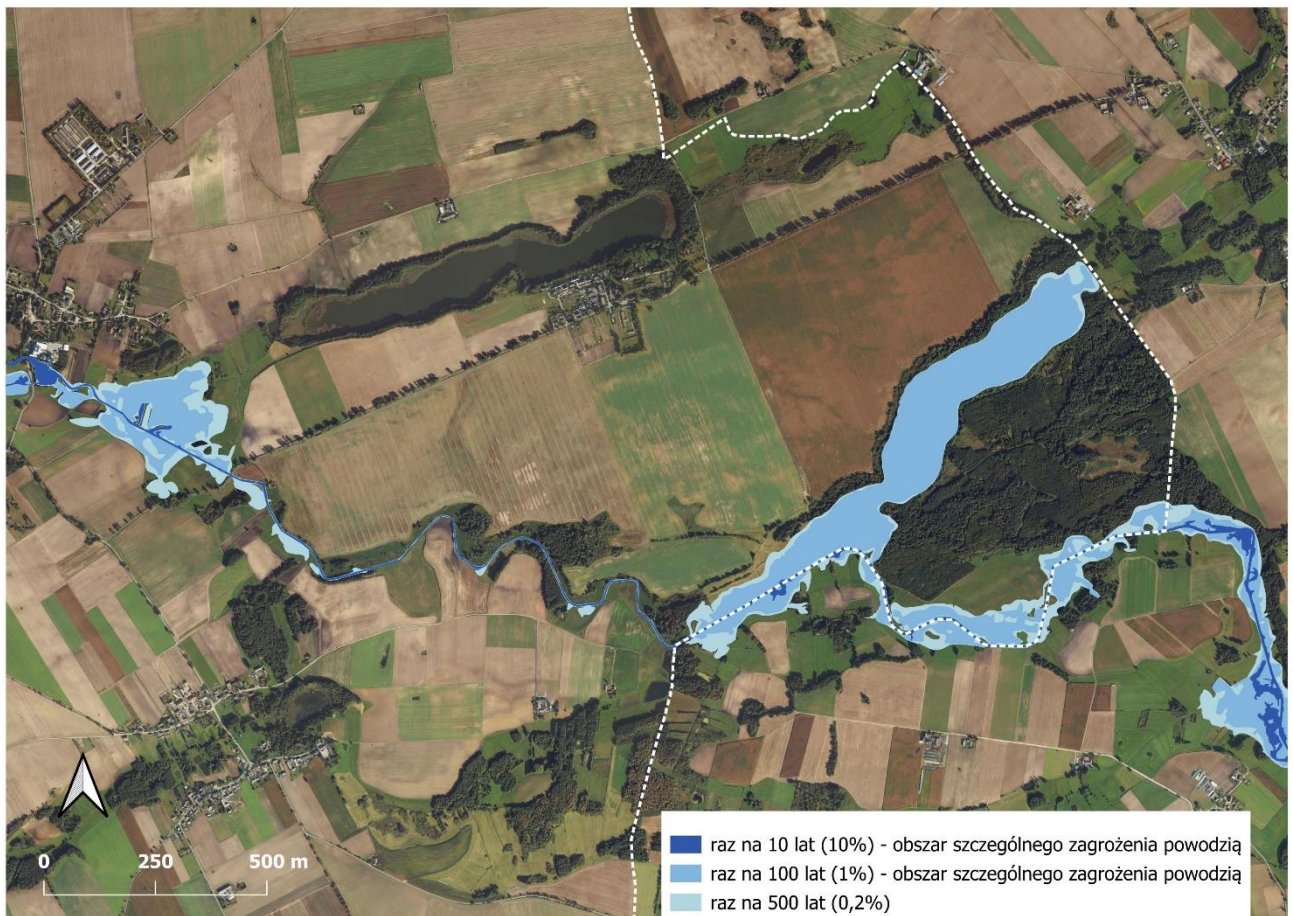 0 250 500 m
raz na 10 lat (10%) - obszar szczególnego zagrożenia powodzią
raz na 100 lat (1%) - obszar szczególnego zagrożenia powodzią
raz na 500 lat (0,2%)